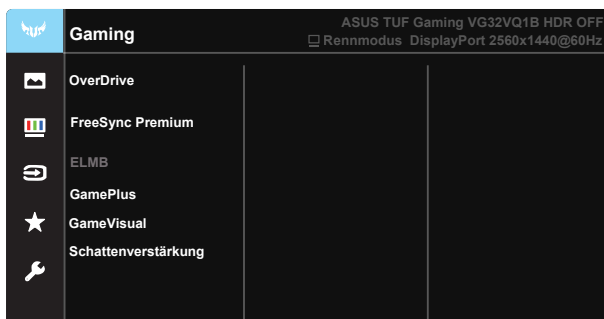 Gaming
ASUS TUF Gaming VG32VQ1B HDR OFF
Rennmodus DisplayPort 2560x1440@60Hz
OverDrive
FreeSync Premium
ELMB
GamePlus
GameVisual
Schattenverstärkung